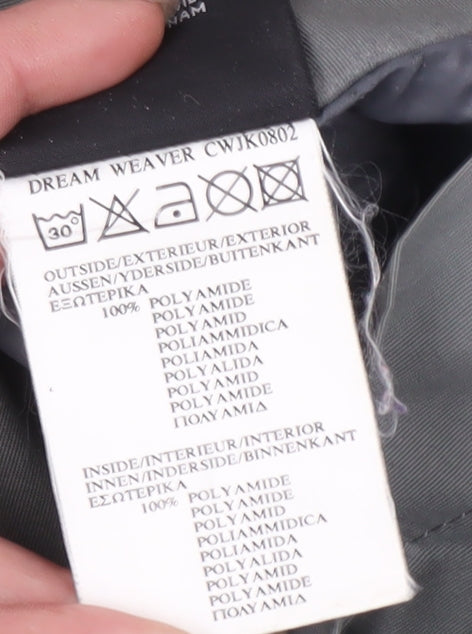 NAM
DREAM WEAVER CWJK0802
30°
OUTSIDE/EXTERIEUR/EXTERIOR
AUSSEN/YDERSIDE/BUITENKANT
ΕΞΩΤΕΡΙΚΑ
100% POLYAMIDE
POLYAMIDE
POLYAMID
POLIAMMIDICA
POLIAMIDA
POLYALIDA
POLYAMID
POLYAMIDE
ΠΟΛΥΑΜΙΔ
INSIDE/INTERIEUR/INTERIOR
INNEN/INDERSIDE/BINNENKANT
ΕΣΩΤΕΡΙΚΑ
100% POLYAMIDE
POLYAMIDE
POLYAMID
POLIAMMIDICA
POLIAMIDA
POLYALIDA
POLYAMID
POLYAMIDE
ΠΟΛΥΑΜΙΔ